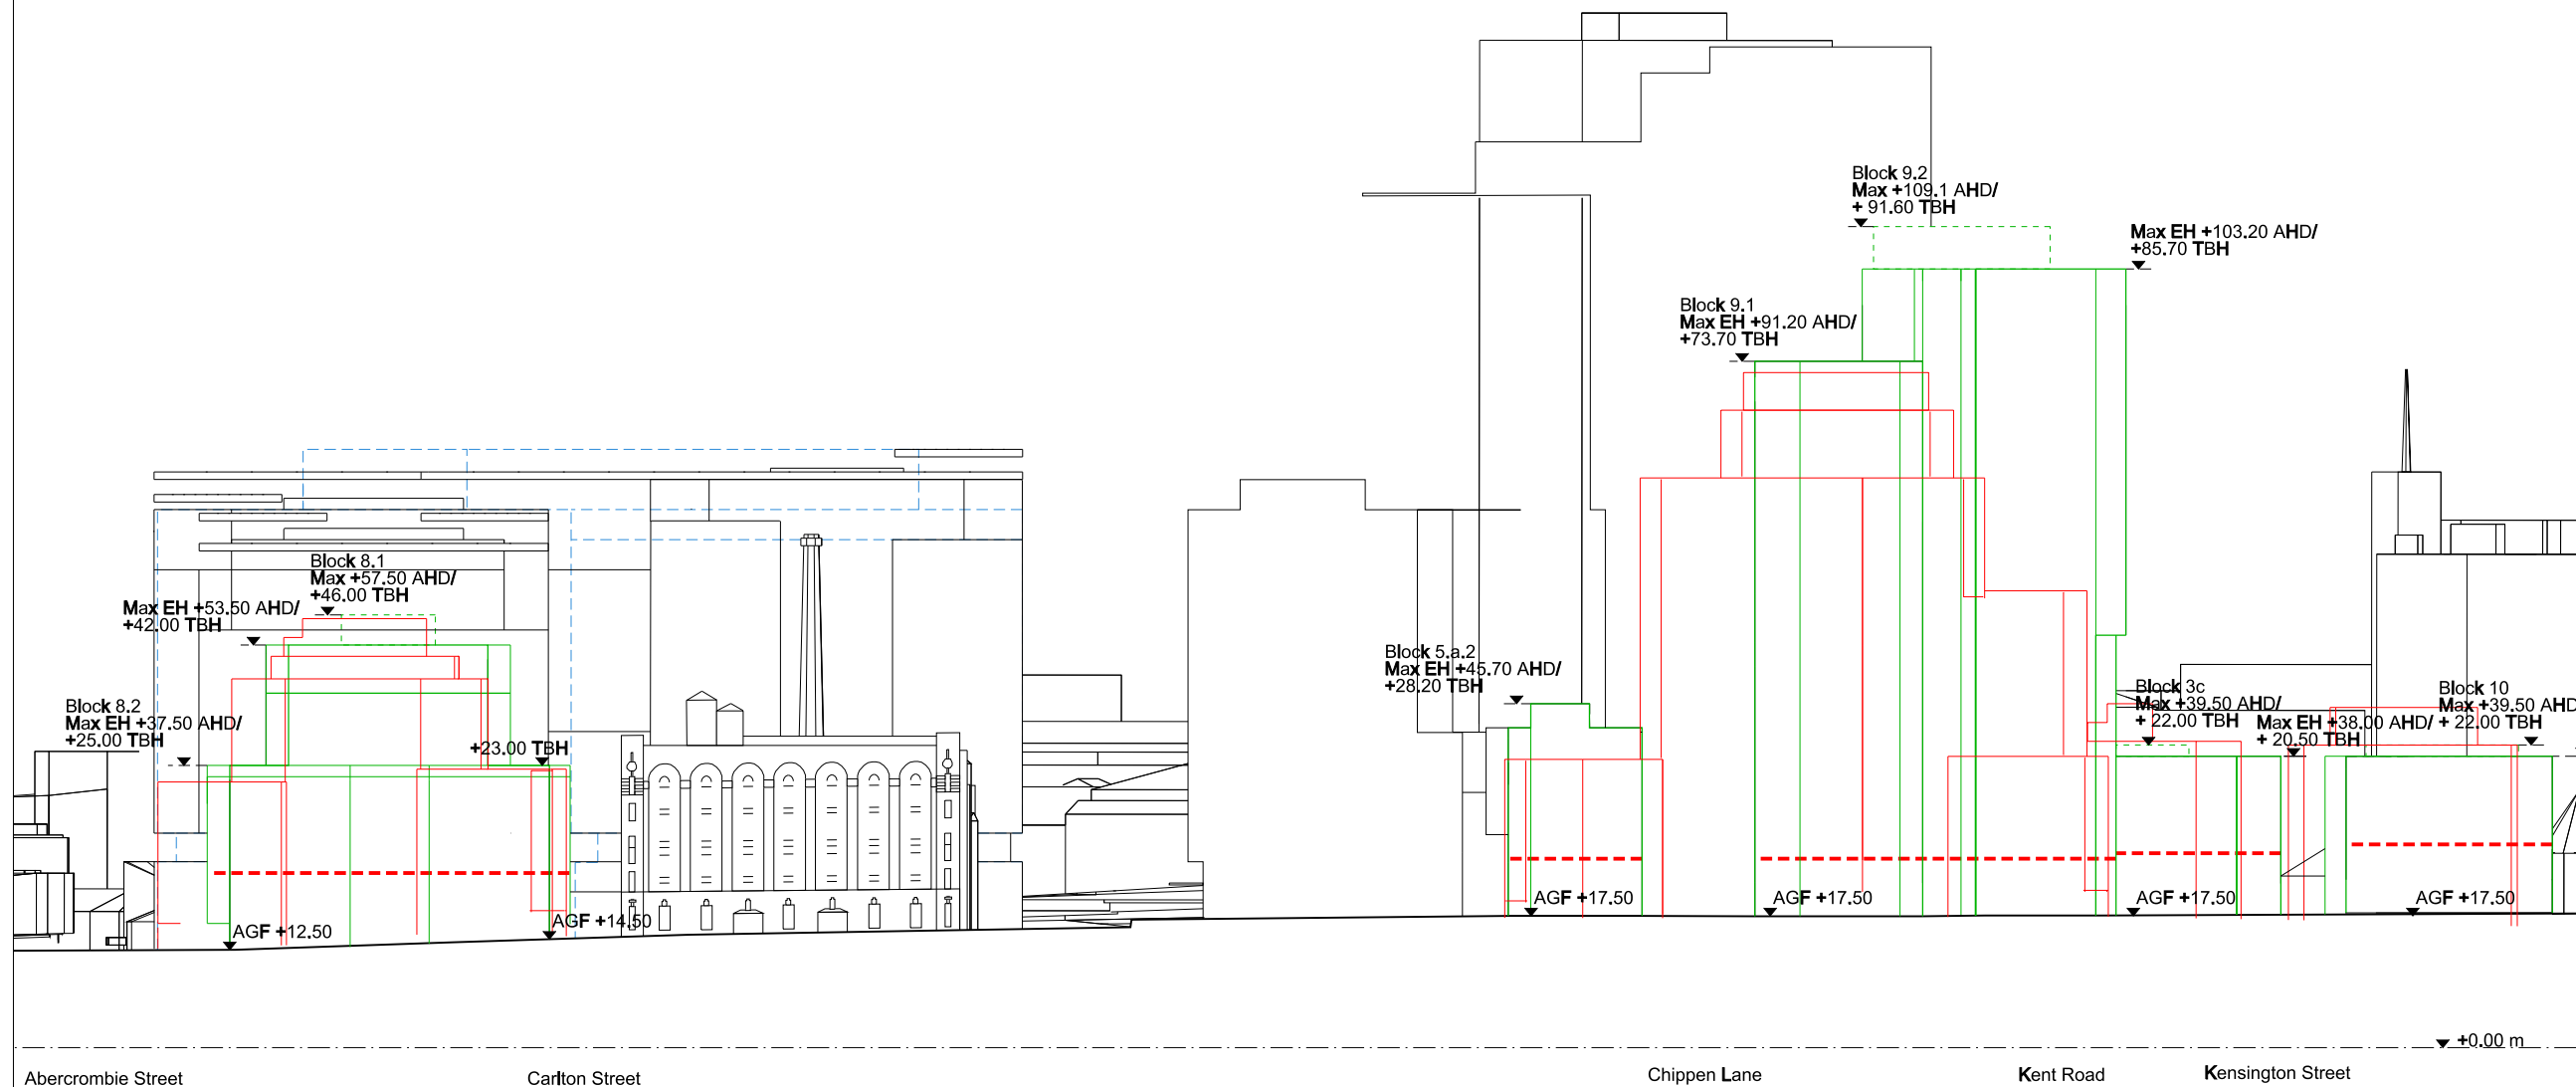 Block 9.2
Max +109.1 AHD/
+ 91.60 TBH
Max EH +103.20 AHD/
+85.70 TBH
Block 9.1
Max EH +91.20 AHD/
+73.70 TBH
Block 8.1
Max +57.50 AHD/
+46.00 TBH
Max EH +53.50 AHD/
+42.00 TBH
Block 8.2
Max EH +37.50 AHD/
+25.00 TBH
+23.00 TBH
Block 5.a.2
Max EH +45.70 AHD/
+28.20 TBH
Block 3c
Max +39.50 AHD/
+ 22.00 TBH
Max EH +38.00 AHD/
+ 20.50 TBH
Block 10
Max +39.50 AHD
+ 22.00 TBH
AGF +12.50
AGF +14.50
AGF +17.50
AGF +17.50
AGF +17.50
AGF +17.50
+0.00 m
Abercrombie Street
Carlton Street
Chippen Lane
Kent Road
Kensington Street